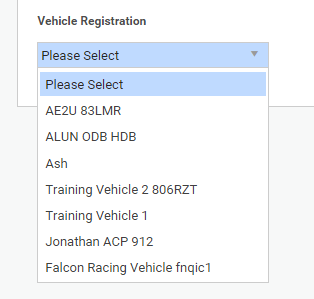 Vehicle Registration
Please Select
Please Select
AE2U 83LMR
ALUN ODB HDB
Ash
Training Vehicle 2 806RZT
Training Vehicle 1
Jonathan ACP 912
Falcon Racing Vehicle fnqic1